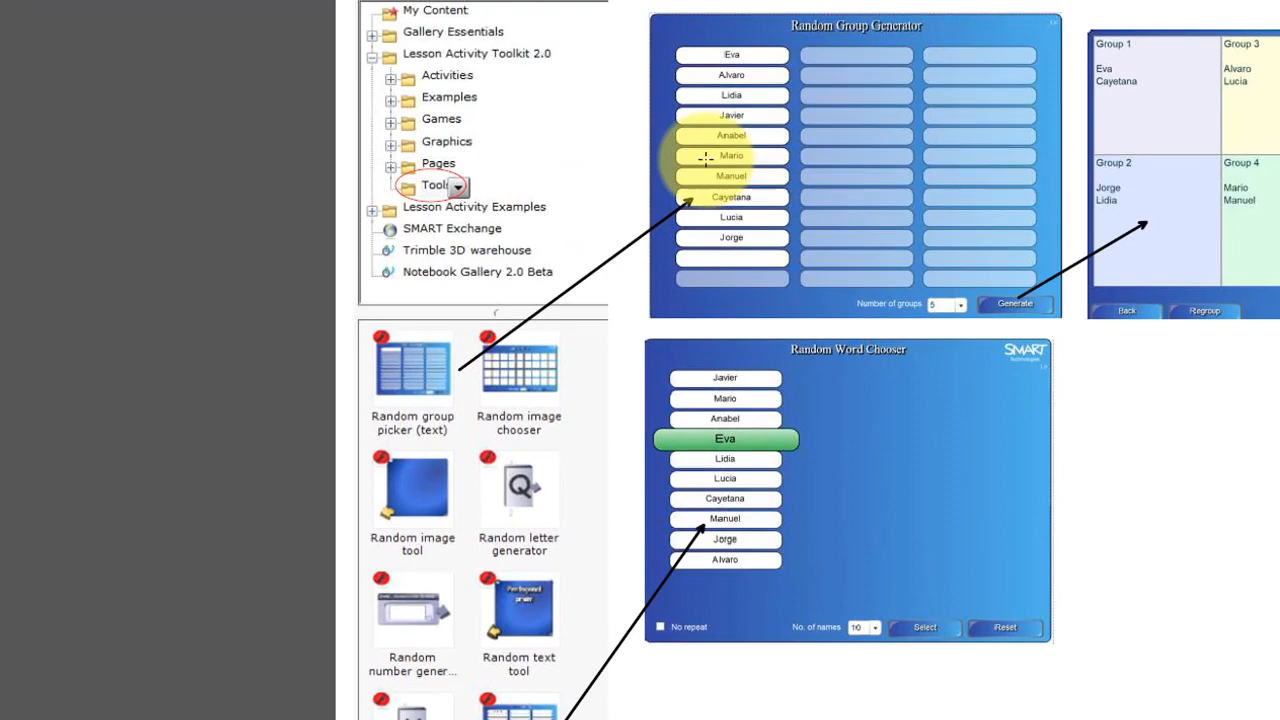 My Content
Gallery Essentials
Lesson Activity Toolkit 2.0
Activities
Examples
Games
Graphics
Pages
Tools
Lesson Activity Examples
SMART Exchange
Trimble 3D warehouse
Notebook Gallery 2.0 Beta
Random group
picker (text)
Random image
chooser
Random image
tool
Q
Random letter
generator
Random
number gener...
Random text
tool
Random Group Generator
Eva
Alvaro
Lidia
Javier
Anabel
Mario
Manuel
Cayetana
Lucia
Jorge
Number of groups 5
Generate
Group 1
Eva
Cayetana
Group 3
Alvaro
Lucia
Group 2
Jorge
Lidia
Group 4
Mario
Manuel
Back
Regroup
Random Word Chooser
SMART
Technologies
Javier
Mario
Anabel
Eva
Lidia
Lucia
Cayetana
Manuel
Jorge
Alvaro
No repeat
No. of names 10
Select
Reset